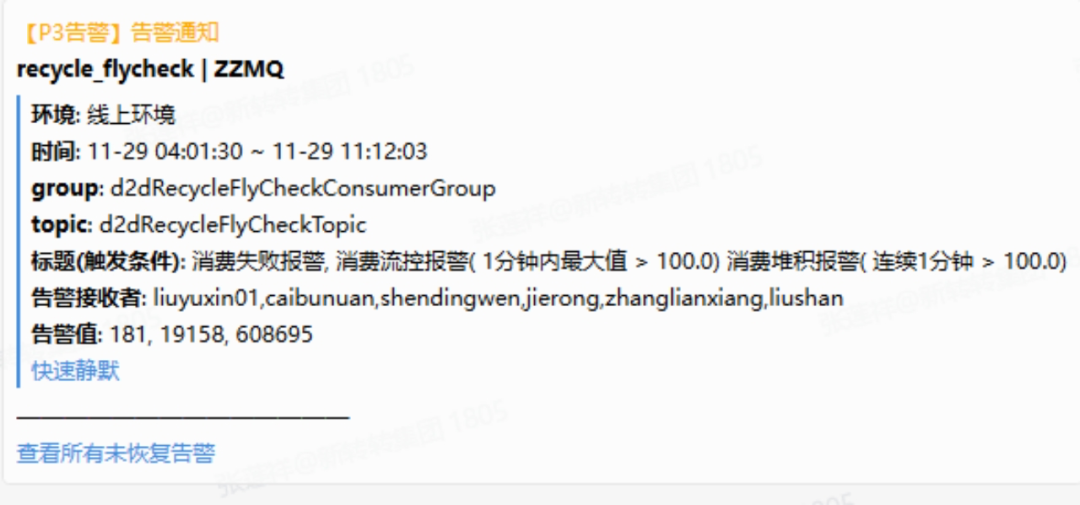 【P3告警】告警通知
recycle_flycheck | ZZMQ
环境: 线上环境
时间: 11-29 04:01:30 ~ 11-29 11:12:03
group: d2dRecycleFlyCheckConsumerGroup
topic: d2dRecycleFlyCheckTopic
标题(触发条件): 消费失败报警, 消费流控报警( 1分钟内最大值 > 100.0) 消费堆积报警( 连续1分钟 > 100.0)
告警接收者: liuyuxin01,caibunuan,shendingwen,jierong,zhanglianxiang,liushan
告警值: 181, 19158, 608695
快速静默
查看所有未恢复告警